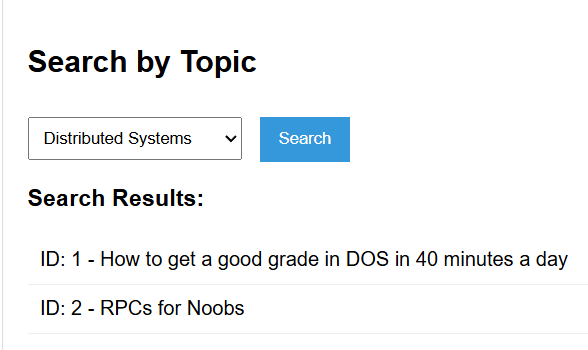 Search by Topic
Distributed Systems
Search
Search Results:
ID: 1 - How to get a good grade in DOS in 40 minutes a day
ID: 2 - RPCs for Noobs